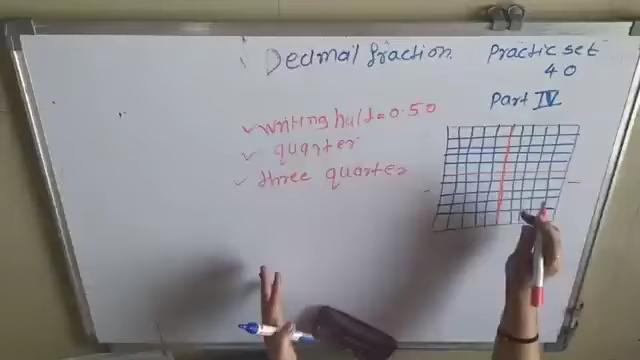 Decimal fraction.
Practic set
40
Part IV
✓ writing half = 0.50
✓ quarter
✓ three quarter